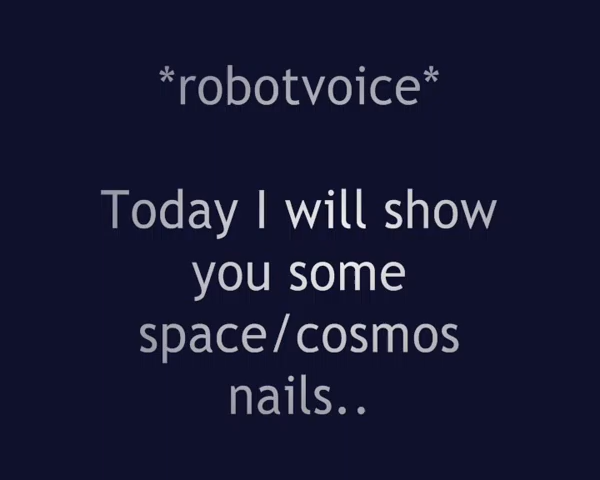 *robotvoice*
Today I will show
you some
space/cosmos
nails..